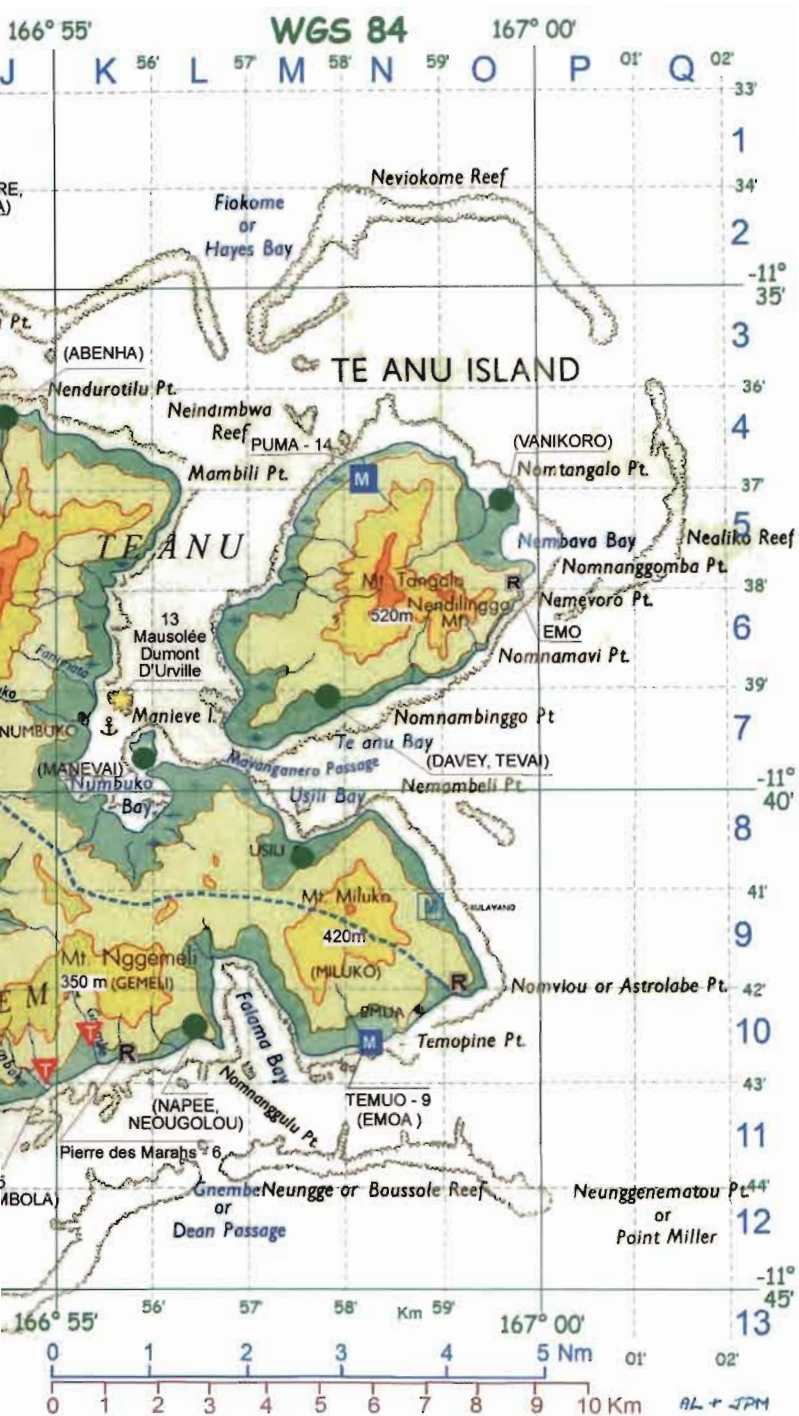 166° 55' WGS 84 167° 00'
J K 56' L 57' M 58' N 59' O P 01' Q 02'
33'
1
RE,
A)
Neviokome Reef
34'
Fiokome
or
Hayes Bay
2
-11°
35'
Pt.
3
(ABENHA)
TE ANU ISLAND
36'
Nendurotilu Pt.
Neindimbwa
Reef
4
PUMA - 14
(VANIKORO)
Nomtangalo Pt.
Mambili Pt.
M
37'
5
TE ANU
Nembava Bay
Nealiko Reef
Nomnanggomba Pt.
Mt. Tangalo
R
38'
Nendilinggo
Mt.
Nemevoro Pt.
520m
6
13
Mausolée
Dumont
D'Urville
EMO
Nomnamavi Pt.
39'
Manieve I.
Nomnambinggo Pt
7
NUMBUKO
Te anu Bay
(MANEVAI)
Mavanganero Passage
(DAVEY, TEVAI)
Numbuko
Bay
Usili Bay
Nemambeli Pt.
-11°
40'
8
USILI
41'
Mt. Miluko
M
420m
9
Mt. Nggemeli
350 m (GEMELI)
(MILUKO)
R
Nomviou or Astrolabe Pt.
42'
E M
EMUA
10
T
T
R
Falama Bay
M
Temopine Pt.
43'
Nomnanggulu Pt.
(NAPEE,
NEOUGOLOU)
TEMUO - 9
(EMOA )
11
Pierre des Marahs - 6
5
MBOLA)
Gnembe
or
Dean Passage
Neungge or Boussole Reef
Neunggenematou Pt.
or
Point Miller
44'
12
-11°
45'
166° 55' 56' 57' 58' Km 59' 167° 00'
13
0 1 2 3 4 5 Nm 01' 02'
0 1 2 3 4 5 6 7 8 9 10 Km
AL + JPM